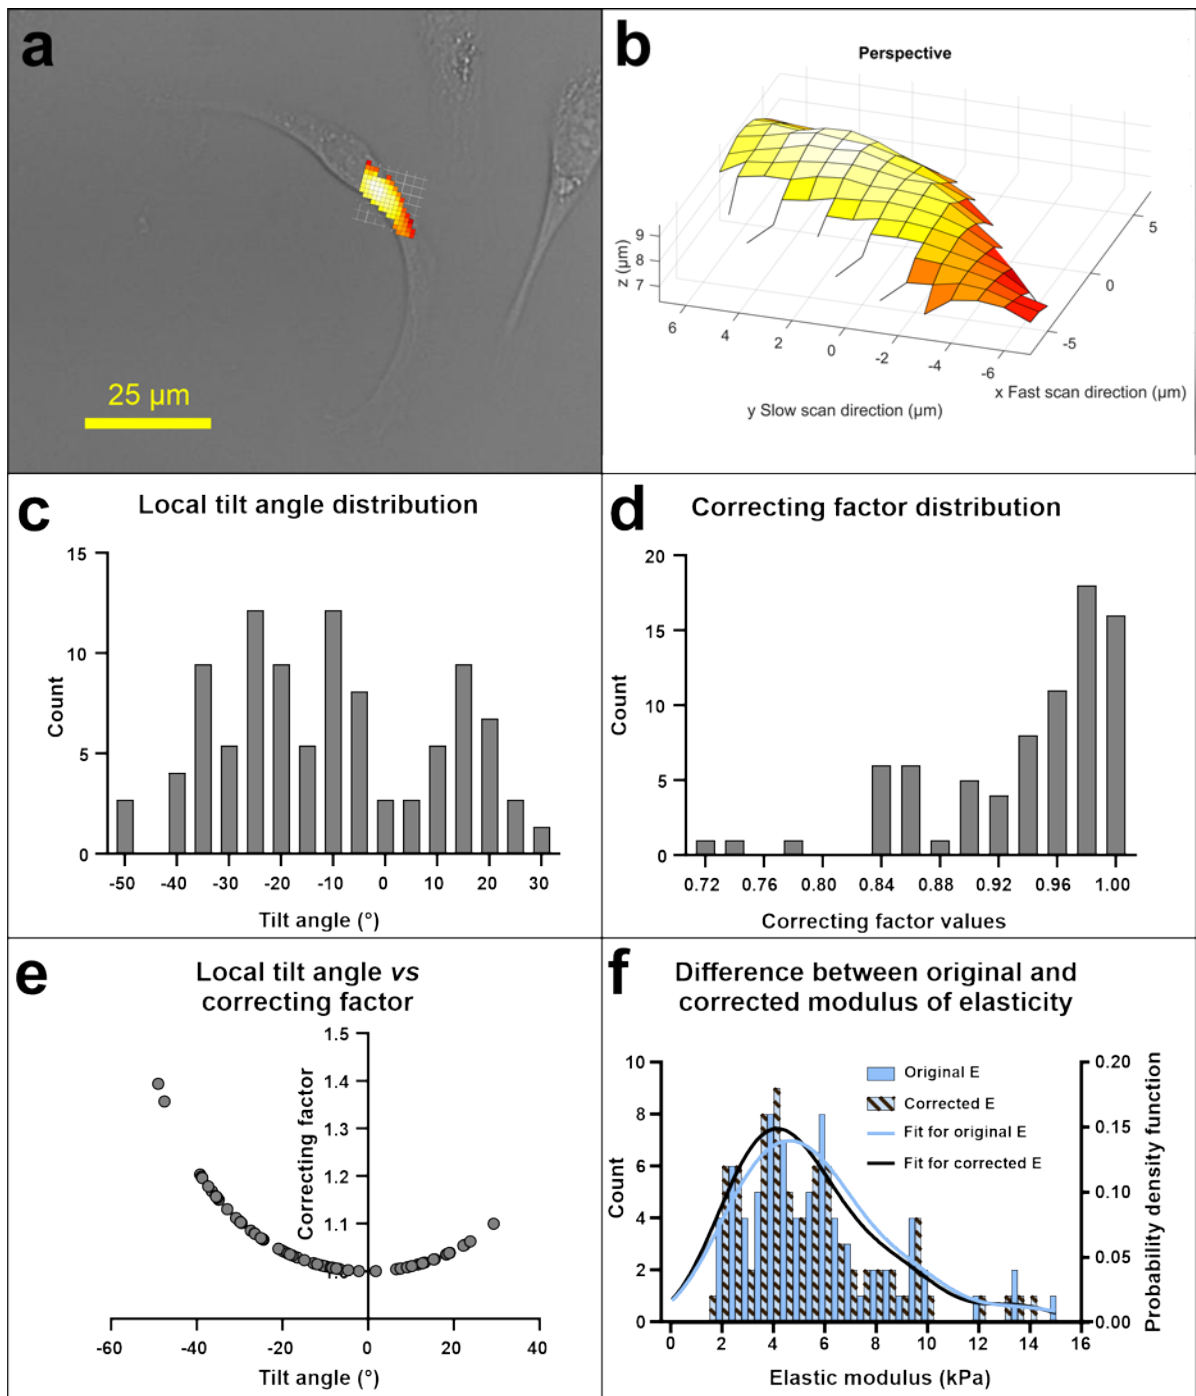 a
25 µm
b
Perspective
9
8
7
z (µm)
6
4
2
0
-2
-4
-6
5
0
-5
x Fast scan direction (µm)
y Slow scan direction (µm)
c
Local tilt angle distribution
15
10
5
0
Count
-50 -40 -30 -20 -10 0 10 20 30
Tilt angle (°)
d
Correcting factor distribution
20
15
10
5
0
Count
0.72 0.76 0.80 0.84 0.88 0.92 0.96 1.00
Correcting factor values
e
Local tilt angle vs
correcting factor
1.5
1.4
1.3
1.2
1.1
Correcting factor
-60 -40 -20 0 20 40
Tilt angle (°)
f
Difference between original and
corrected modulus of elasticity
10
8
6
4
2
0
Count
Original E
Corrected E
Fit for original E
Fit for corrected E
0.20
0.15
0.10
0.05
0.00
Probability density function
0 2 4 6 8 10 12 14 16
Elastic modulus (kPa)